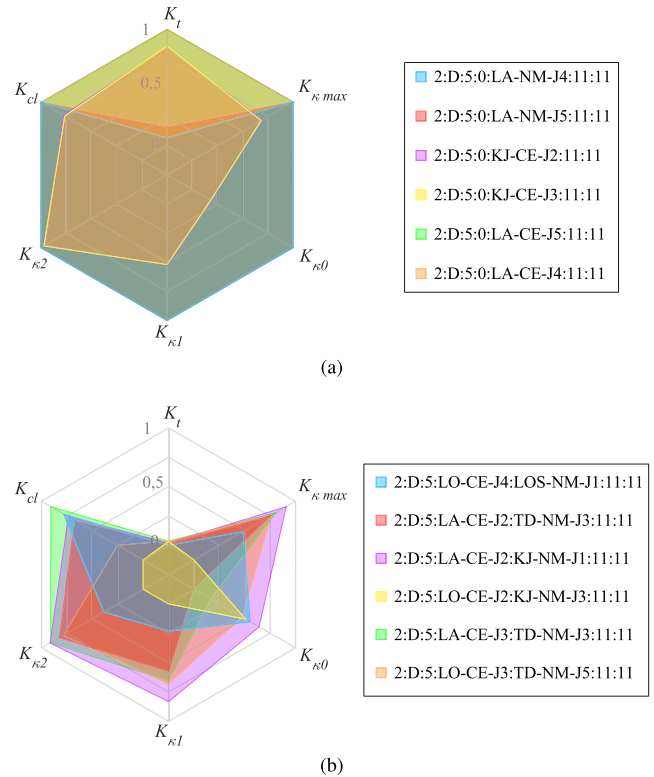 K_t
1
0,5
0
K_cl
K_κ max
K_κ2
K_κ0
K_κ1
2:D:5:0:LA-NM-J4:11:11
2:D:5:0:LA-NM-J5:11:11
2:D:5:0:KJ-CE-J2:11:11
2:D:5:0:KJ-CE-J3:11:11
2:D:5:0:LA-CE-J5:11:11
2:D:5:0:LA-CE-J4:11:11
(a)
K_t
1
0,5
0
K_cl
K_κ max
K_κ2
K_κ0
K_κ1
2:D:5:LO-CE-J4:LOS-NM-J1:11:11
2:D:5:LA-CE-J2:TD-NM-J3:11:11
2:D:5:LA-CE-J2:KJ-NM-J1:11:11
2:D:5:LO-CE-J2:KJ-NM-J3:11:11
2:D:5:LA-CE-J3:TD-NM-J3:11:11
2:D:5:LO-CE-J3:TD-NM-J5:11:11
(b)